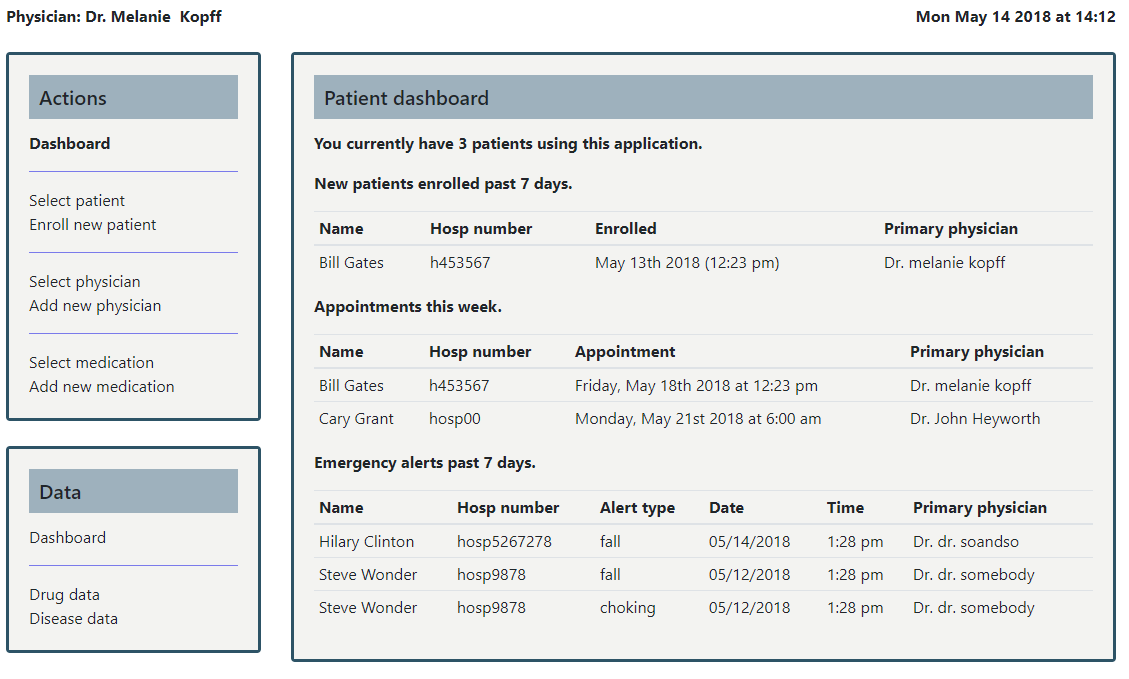 Physician: Dr. Melanie  Kopff
Mon May 14 2018 at 14:12
Actions
Dashboard
Select patient
Enroll new patient
Select physician
Add new physician
Select medication
Add new medication
Data
Dashboard
Drug data
Disease data
Patient dashboard
You currently have 3 patients using this application.
New patients enrolled past 7 days.
Name Hosp number Enrolled Primary physician
Bill Gates h453567 May 13th 2018 (12:23 pm) Dr. melanie kopff
Appointments this week.
Name Hosp number Appointment Primary physician
Bill Gates h453567 Friday, May 18th 2018 at 12:23 pm Dr. melanie kopff
Cary Grant hosp00 Monday, May 21st 2018 at 6:00 am Dr. John Heyworth
Emergency alerts past 7 days.
Name Hosp number Alert type Date Time Primary physician
Hilary Clinton hosp5267278 fall 05/14/2018 1:28 pm Dr. dr. soandso
Steve Wonder hosp9878 fall 05/12/2018 1:28 pm Dr. dr. somebody
Steve Wonder hosp9878 choking 05/12/2018 1:28 pm Dr. dr. somebody